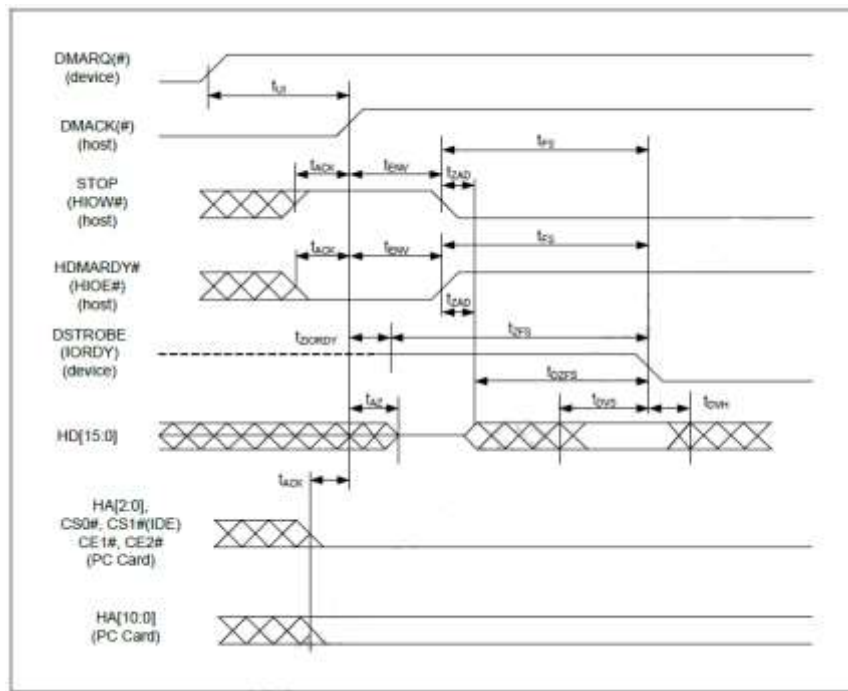 DMARQ(#)
(device)
tUI
DMACK(#)
(host)
tFS
tACK tENV
tZAD
STOP
(HIOW#)
(host)
tACK tENV tFS
HDMARDY#
(HIOE#)
(host)
tZAD
tZIORDY tZFS
DSTROBE
(IORDY)
(device)
tDZFS
tAZ tDVS tDVH
HD[15:0]
tACK
HA[2:0],
CS0#, CS1#(IDE)
CE1#, CE2#
(PC Card)
HA[10:0]
(PC Card)